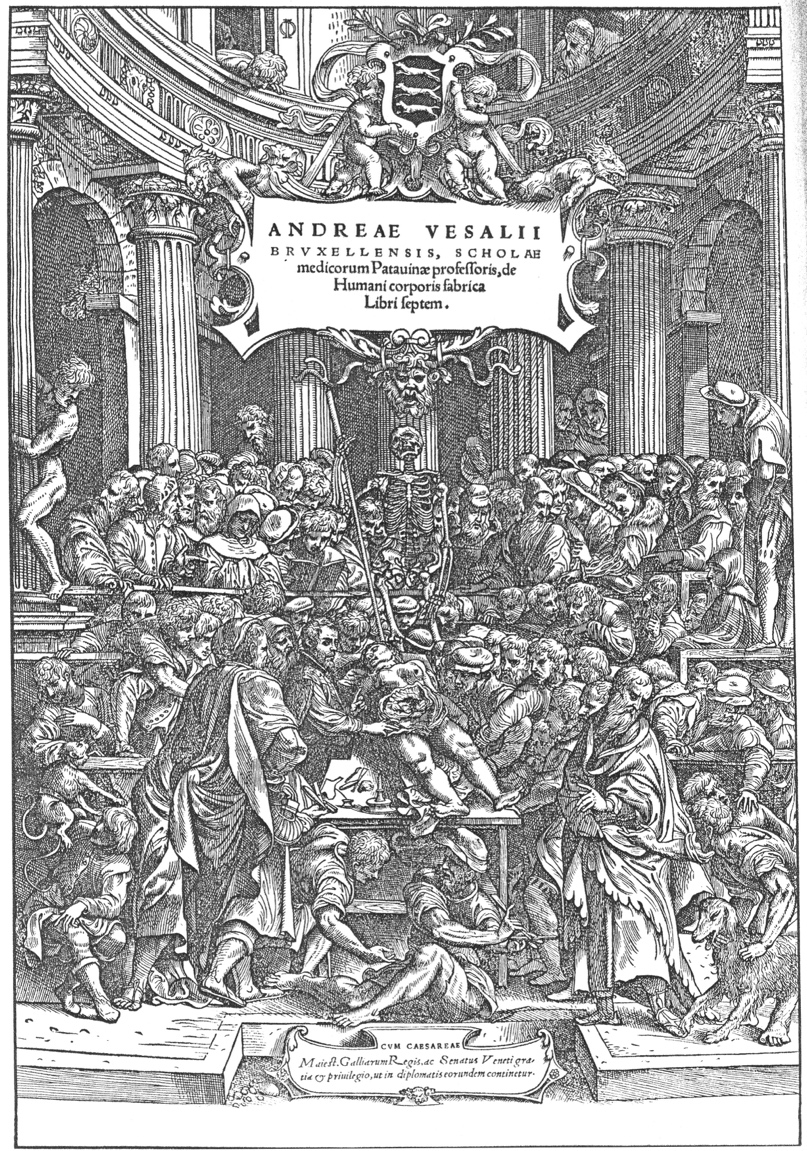 ANDREAE VESALII
BRVXELLENSIS, SCHOLAE
medicorum Patauinæ profeſſoris, de
Humani corporis fabrica
Libri ſeptem.
CVM CAESAREAE
Maieſt. Galliarum Regis, ac Senatus Veneti gra-
tia & priuilegio, ut in diplomatis eorundem continetur.